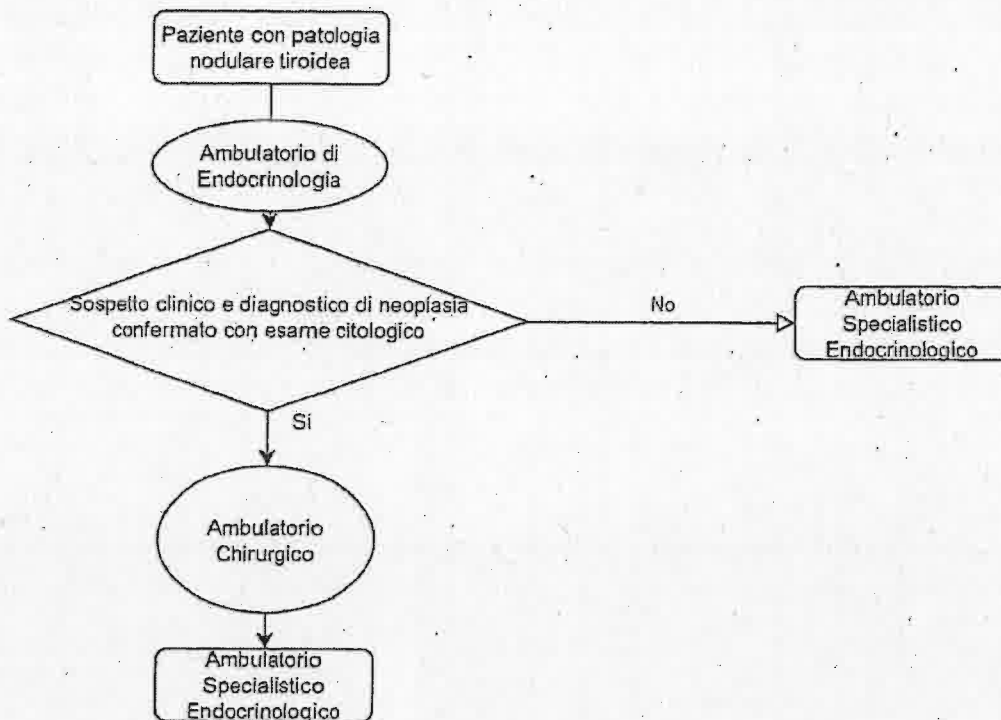 Paziente con patologia
nodulare tiroidea
Ambulatorio di
Endocrinologia
Sospetto clinico e diagnostico di neoplasia
confermato con esame citologico
No
Ambulatorio
Specialistico
Endocrinologico
Sí
Ambulatorio
Chirurgico
Ambulatorio
Specialistico
Endocrinologico